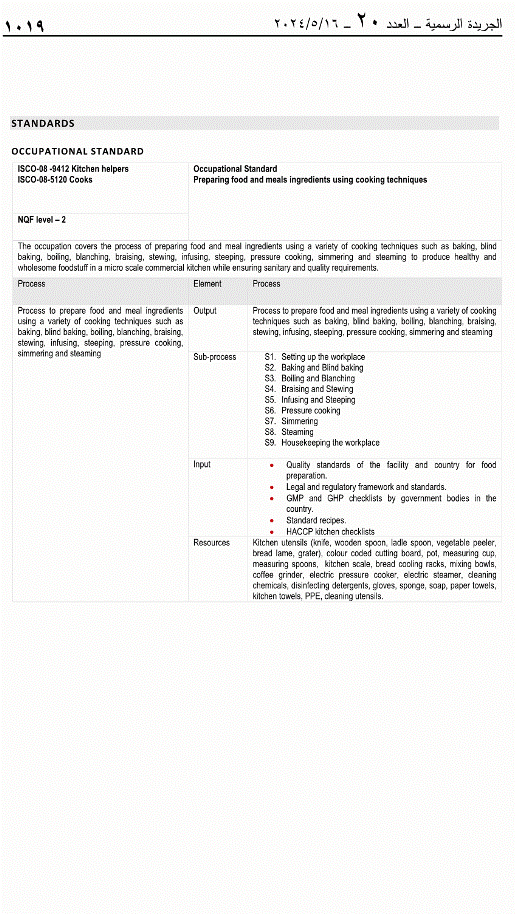 ١٠١٩
الجريدة الرسمية ــ العدد ٢٠ ــ ٢٠٢٤/٥/١٦
STANDARDS
OCCUPATIONAL STANDARD
ISCO-08 -9412 Kitchen helpers
ISCO-08-5120 Cooks
Occupational Standard
Preparing food and meals ingredients using cooking techniques
NQF level – 2
The occupation covers the process of preparing food and meal ingredients using a variety of cooking techniques such as baking, blind
baking, boiling, blanching, braising, stewing, infusing, steeping, pressure cooking, simmering and steaming to produce healthy and
wholesome foodstuff in a micro scale commercial kitchen while ensuring sanitary and quality requirements.
Process
Element
Process
Process to prepare food and meal ingredients
using a variety of cooking techniques such as
baking, blind baking, boiling, blanching, braising,
stewing, infusing, steeping, pressure cooking,
simmering and steaming
Output
Process to prepare food and meal ingredients using a variety of cooking
techniques such as baking, blind baking, boiling, blanching, braising,
stewing, infusing, steeping, pressure cooking, simmering and steaming
Sub-process
S1. Setting up the workplace
S2. Baking and Blind baking
S3. Boiling and Blanching
S4. Braising and Stewing
S5. Infusing and Steeping
S6. Pressure cooking
S7. Simmering
S8. Steaming
S9. Housekeeping the workplace
Input
• Quality standards of the facility and country for food
preparation.
• Legal and regulatory framework and standards.
• GMP and GHP checklists by government bodies in the
country.
• Standard recipes.
• HACCP kitchen checklists
Resources
Kitchen utensils (knife, wooden spoon, ladle spoon, vegetable peeler,
bread lame, grater), colour coded cutting board, pot, measuring cup,
measuring spoons, kitchen scale, bread cooling racks, mixing bowls,
coffee grinder, electric pressure cooker, electric steamer, cleaning
chemicals, disinfecting detergents, gloves, sponge, soap, paper towels,
kitchen towels, PPE, cleaning utensils.